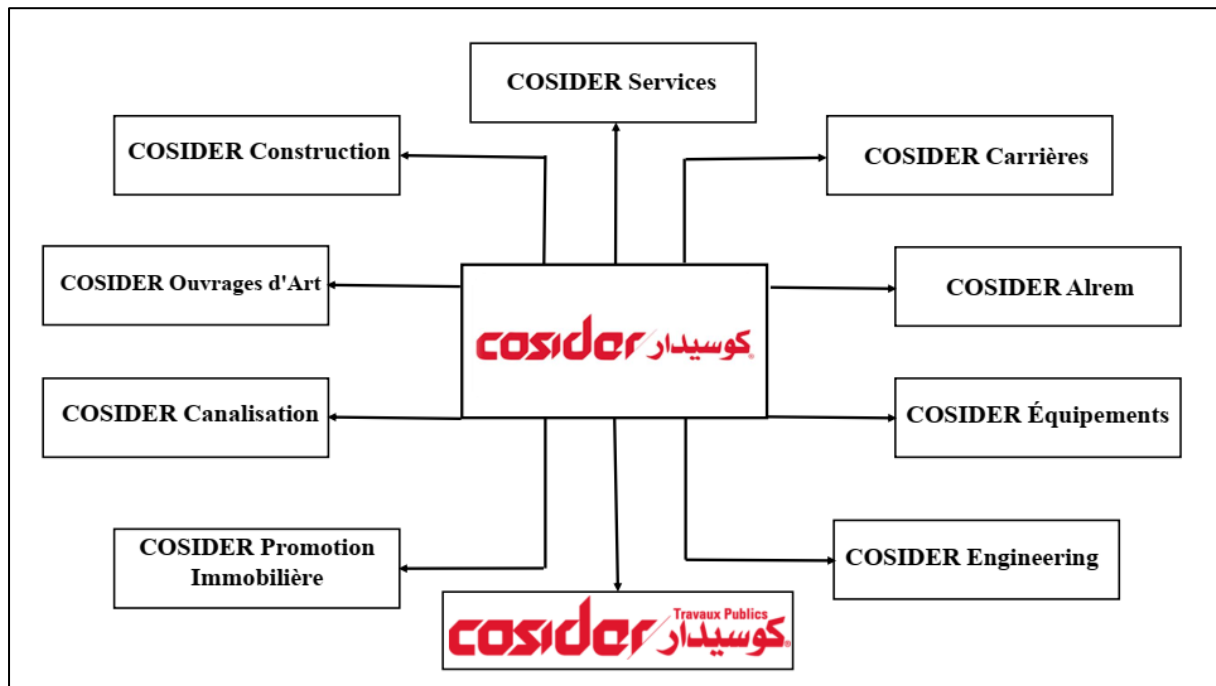 COSIDER Services
COSIDER Construction
COSIDER Carrières
COSIDER Ouvrages d'Art
COSIDER Alrem
cosider كوسيدار®
COSIDER Canalisation
COSIDER Équipements
COSIDER Promotion
Immobilière
COSIDER Engineering
Travaux Publics
cosider كوسيدار®